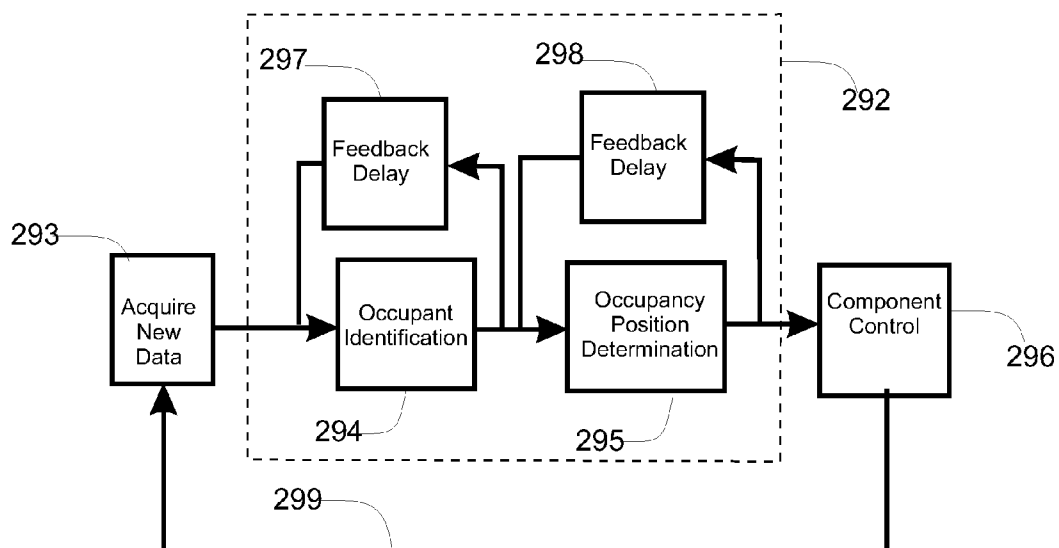 297
298
292
Feedback
Delay
Feedback
Delay
293
Acquire
New
Data
Occupant
Identification
Occupancy
Position
Determination
Component
Control
296
294
295
299